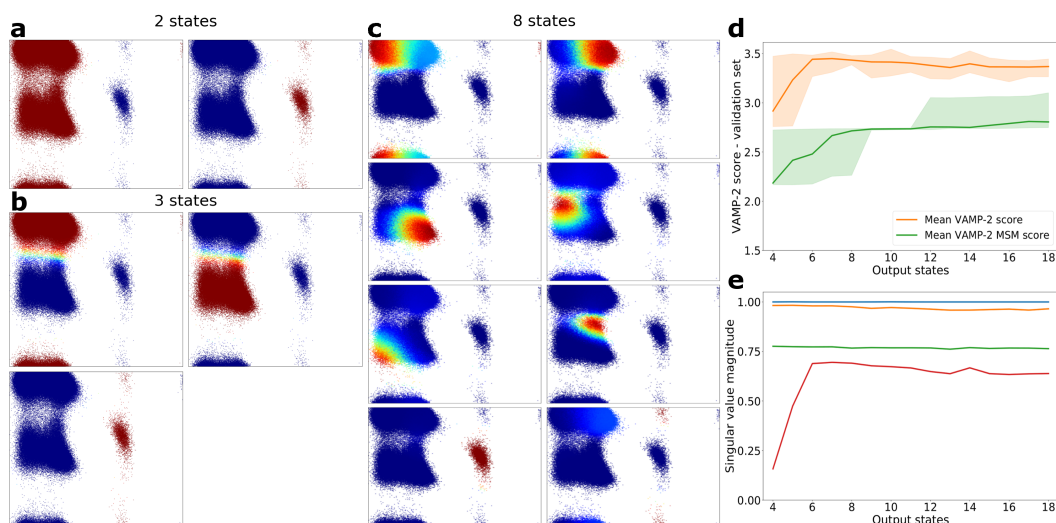 a
2 states
b
3 states
c
8 states
d
VAMP-2 score - validation set
3.5
3.0
2.5
2.0
1.5
Mean VAMP-2 score
Mean VAMP-2 MSM score
4 6 8 10 12 14 16 18
Output states
e
Singular value magnitude
1.00
0.75
0.50
0.25
0.00
4 6 8 10 12 14 16 18
Output states